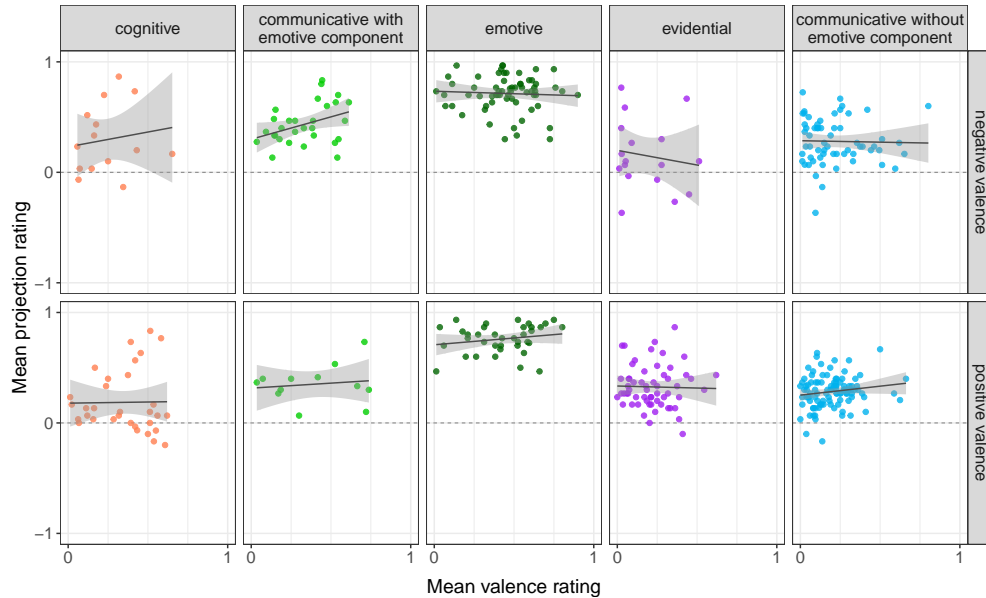 cognitive
communicative with
emotive component
emotive
evidential
communicative without
emotive component
Mean projection rating
1
0
−1
negative valence
1
0
−1
positive valence
0
1
0
1
0
1
0
1
0
1
Mean valence rating